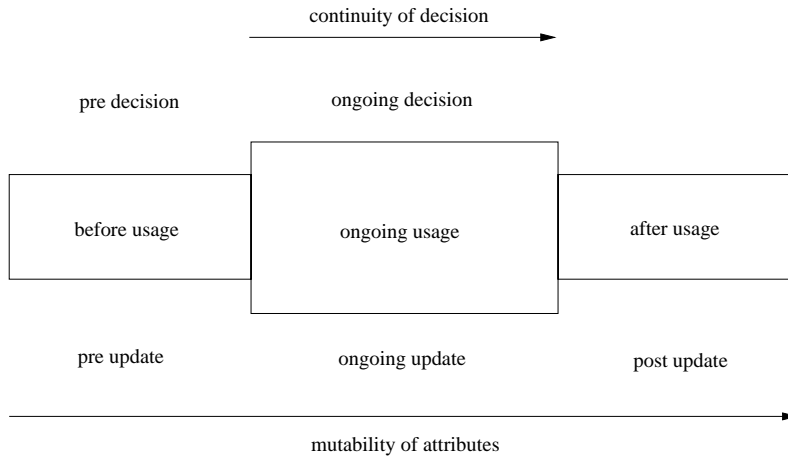 continuity of decision
pre decision
ongoing decision
before usage
ongoing usage
after usage
pre update
ongoing update
post update
mutability of attributes